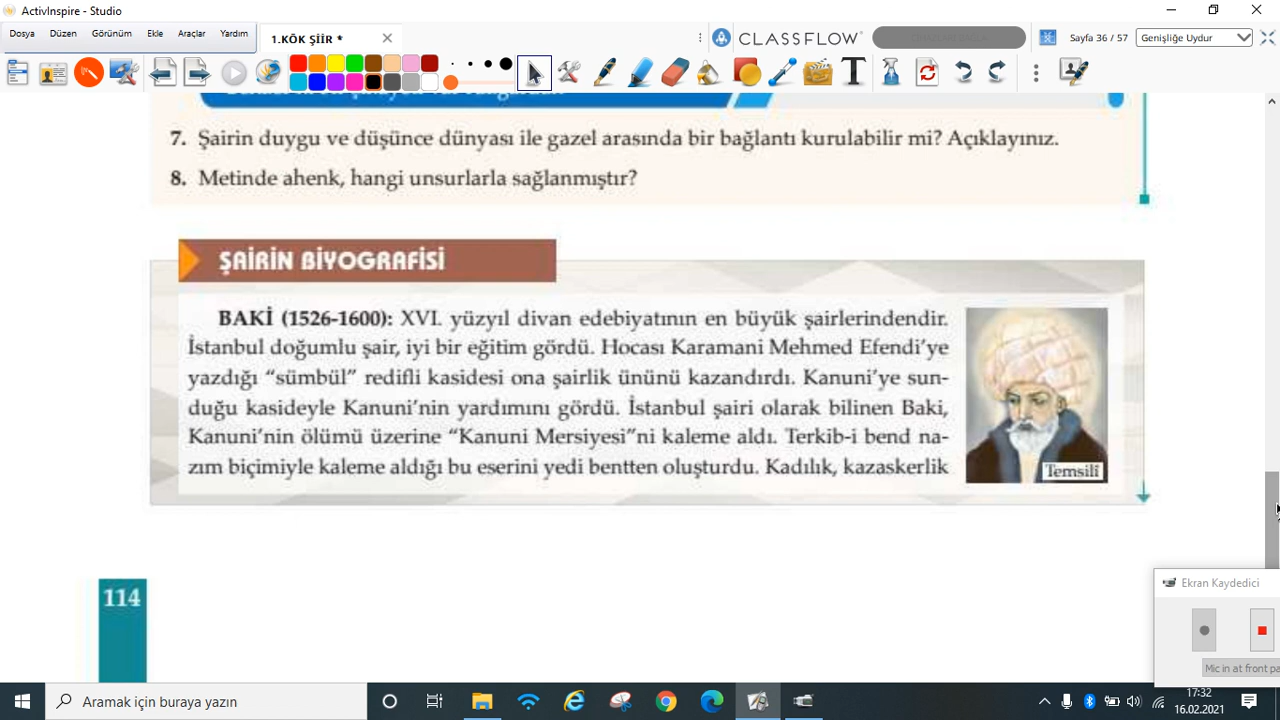 ActivInspire - Studio
Dosya Düzen Görünüm Ekle Araçlar Yardım
1.KÖK ŞİİR *
CLASSFLOW
Sayfa 36 / 57
Genişliğe Uydur
7. Şairin duygu ve düşünce dünyası ile gazel arasında bir bağlantı kurulabilir mi? Açıklayınız.
8. Metinde ahenk, hangi unsurlarla sağlanmıştır?
ŞAİRİN BİYOGRAFİSİ
BAKİ (1526-1600): XVI. yüzyıl divan edebiyatının en büyük şairlerindendir.
İstanbul doğumlu şair, iyi bir eğitim gördü. Hocası Karamani Mehmed Efendi’ye
yazdığı “sümbül” redifli kasidesi ona şairlik ününü kazandırdı. Kanuni’ye sun-
duğu kasideyle Kanuni’nin yardımını gördü. İstanbul şairi olarak bilinen Baki,
Kanuni’nin ölümü üzerine “Kanuni Mersiyesi”ni kaleme aldı. Terkib-i bend na-
zım biçimiyle kaleme aldığı bu eserini yedi bentten oluşturdu. Kadılık, kazaskerlik
Temsilî
114
Ekran Kaydedici
Mic in at front pa
Aramak için buraya yazın
17:32
16.02.2021